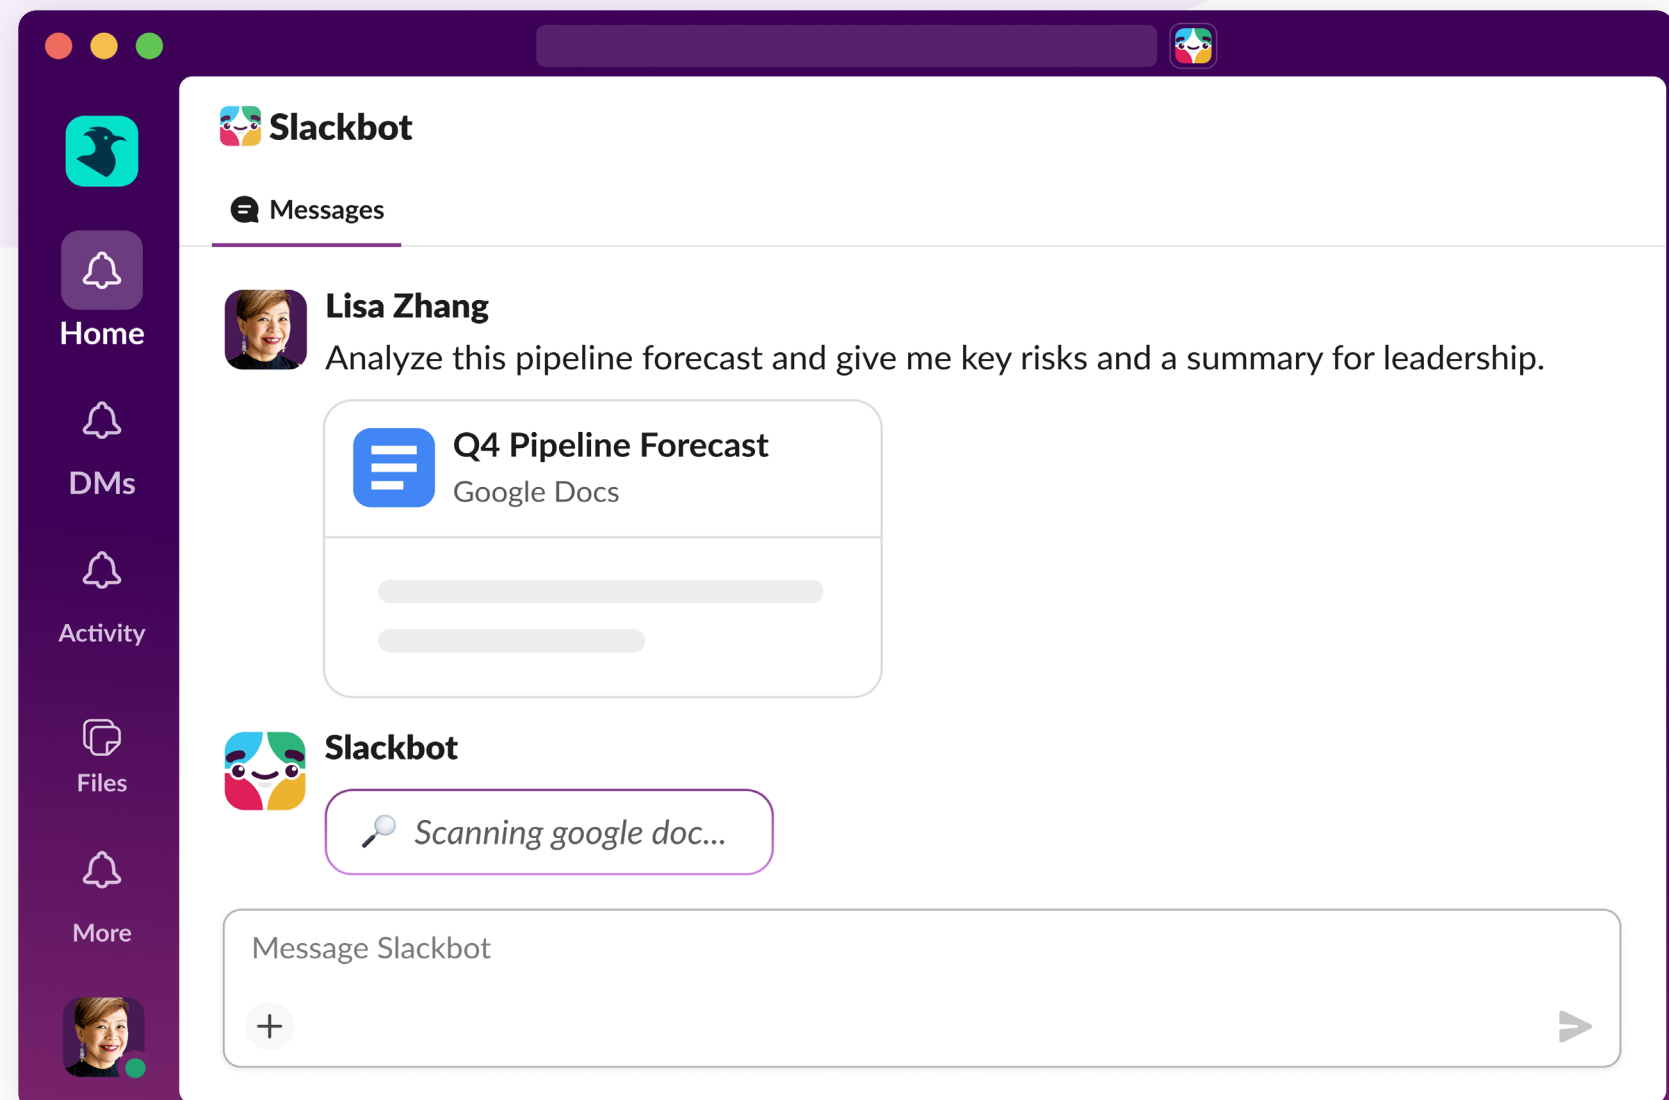 Slackbot
Messages
Home
DMs
Activity
Files
More
Lisa Zhang
Analyze this pipeline forecast and give me key risks and a summary for leadership.
Q4 Pipeline Forecast
Google Docs
Slackbot
Scanning google doc...
Message Slackbot